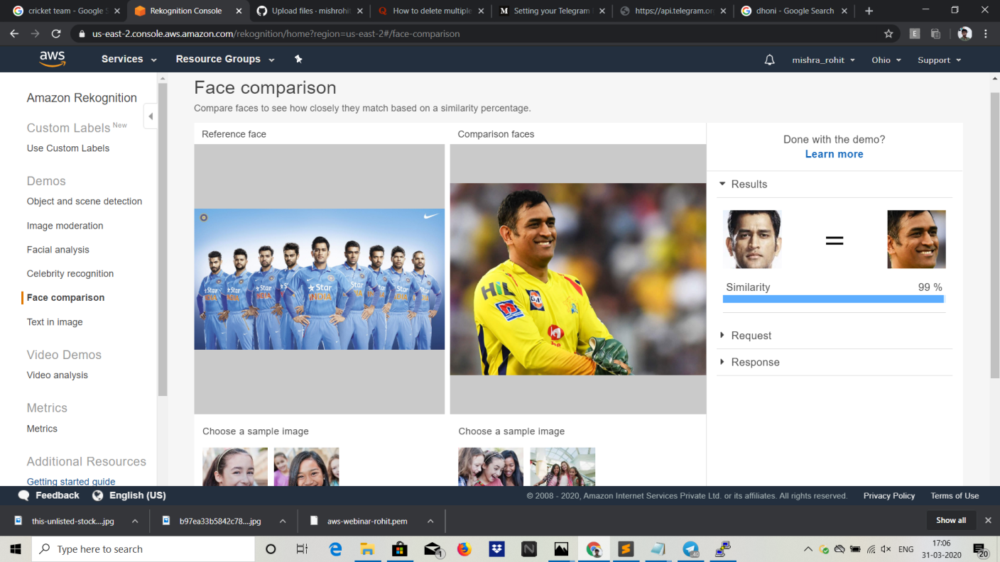 cricket team - Google S
Rekognition Console
Upload files · mishrohit
How to delete multiple
Setting your Telegram
https://api.telegram.or
dhoni - Google Search
us-east-2.console.aws.amazon.com/rekognition/home?region=us-east-2#/face-comparison
aws
Services
Resource Groups
mishra_rohit
Ohio
Support
Amazon Rekognition
Custom Labels New
Use Custom Labels
Demos
Object and scene detection
Image moderation
Facial analysis
Celebrity recognition
Face comparison
Text in image
Video Demos
Video analysis
Metrics
Metrics
Additional Resources
Getting started guide
Face comparison
Compare faces to see how closely they match based on a similarity percentage.
Reference face
Comparison faces
Star
INDIA
HIL
Choose a sample image
Choose a sample image
Done with the demo?
Learn more
Results
=
Similarity 99 %
Request
Response
Feedback
English (US)
© 2008 - 2020, Amazon Internet Services Private Ltd. or its affiliates. All rights reserved.
Privacy Policy
Terms of Use
this-unlisted-stock....jpg
b97ea33b5842c78....jpg
aws-webinar-rohit.pem
Show all
Type here to search
ENG
17:06
31-03-2020
20